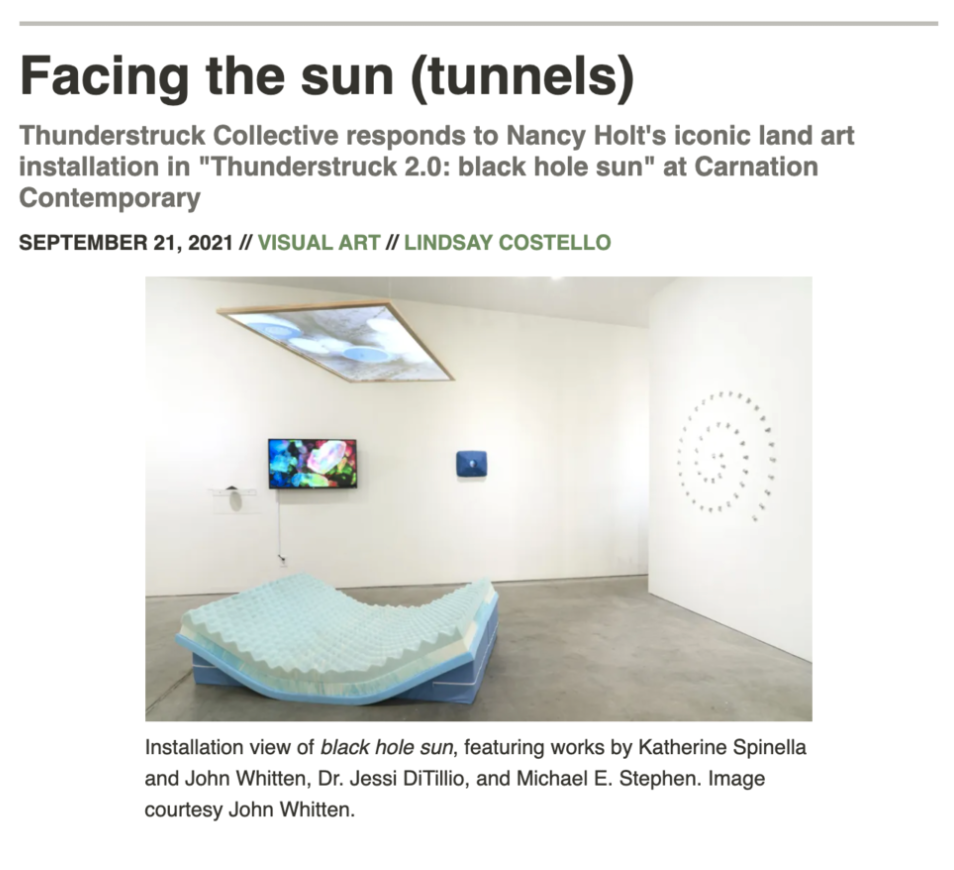 Facing the sun (tunnels)
Thunderstruck Collective responds to Nancy Holt's iconic land art
installation in "Thunderstruck 2.0: black hole sun" at Carnation
Contemporary
SEPTEMBER 21, 2021 // VISUAL ART // LINDSAY COSTELLO
Installation view of black hole sun, featuring works by Katherine Spinella
and John Whitten, Dr. Jessi DiTillio, and Michael E. Stephen. Image
courtesy John Whitten.